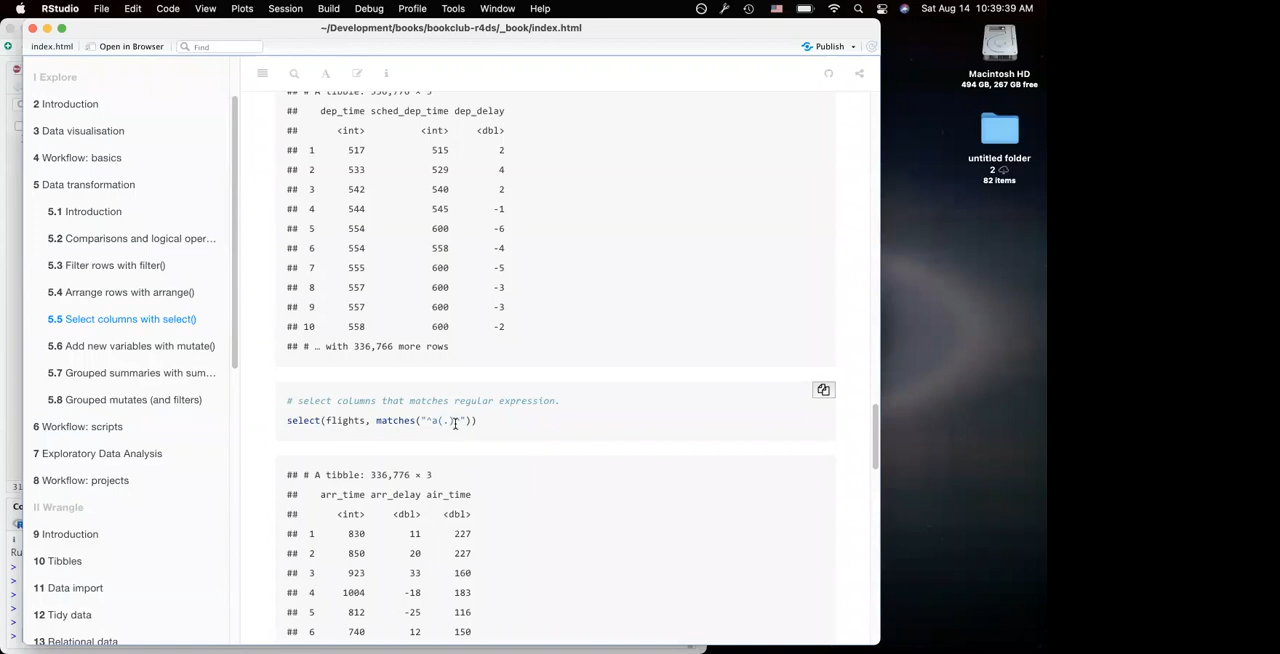 RStudio File Edit Code View Plots Session Build Debug Profile Tools Window Help Sat Aug 14 10:39:39 AM
~/Development/books/bookclub-r4ds/_book/index.html
index.html Open in Browser Find Publish
I Explore
2 Introduction
3 Data visualisation
4 Workflow: basics
5 Data transformation
5.1 Introduction
5.2 Comparisons and logical oper…
5.3 Filter rows with filter()
5.4 Arrange rows with arrange()
5.5 Select columns with select()
5.6 Add new variables with mutate()
5.7 Grouped summaries with sum…
5.8 Grouped mutates (and filters)
6 Workflow: scripts
7 Exploratory Data Analysis
8 Workflow: projects
II Wrangle
9 Introduction
10 Tibbles
11 Data import
12 Tidy data
13 Relational data
## # A tibble: 336,776 × 3
## dep_time sched_dep_time dep_delay
## <int> <int> <dbl>
## 1 517 515 2
## 2 533 529 4
## 3 542 540 2
## 4 544 545 -1
## 5 554 600 -6
## 6 554 558 -4
## 7 555 600 -5
## 8 557 600 -3
## 9 557 600 -3
## 10 558 600 -2
## # … with 336,766 more rows
# select columns that matches regular expression.
select(flights, matches("^a(.) "))
## # A tibble: 336,776 × 3
## arr_time arr_delay air_time
## <int> <dbl> <dbl>
## 1 830 11 227
## 2 850 20 227
## 3 923 33 160
## 4 1004 -18 183
## 5 812 -25 116
## 6 740 12 150
Macintosh HD
494 GB, 267 GB free
untitled folder
2
82 items
31
Co
Ru
>
>
>
>
>
>